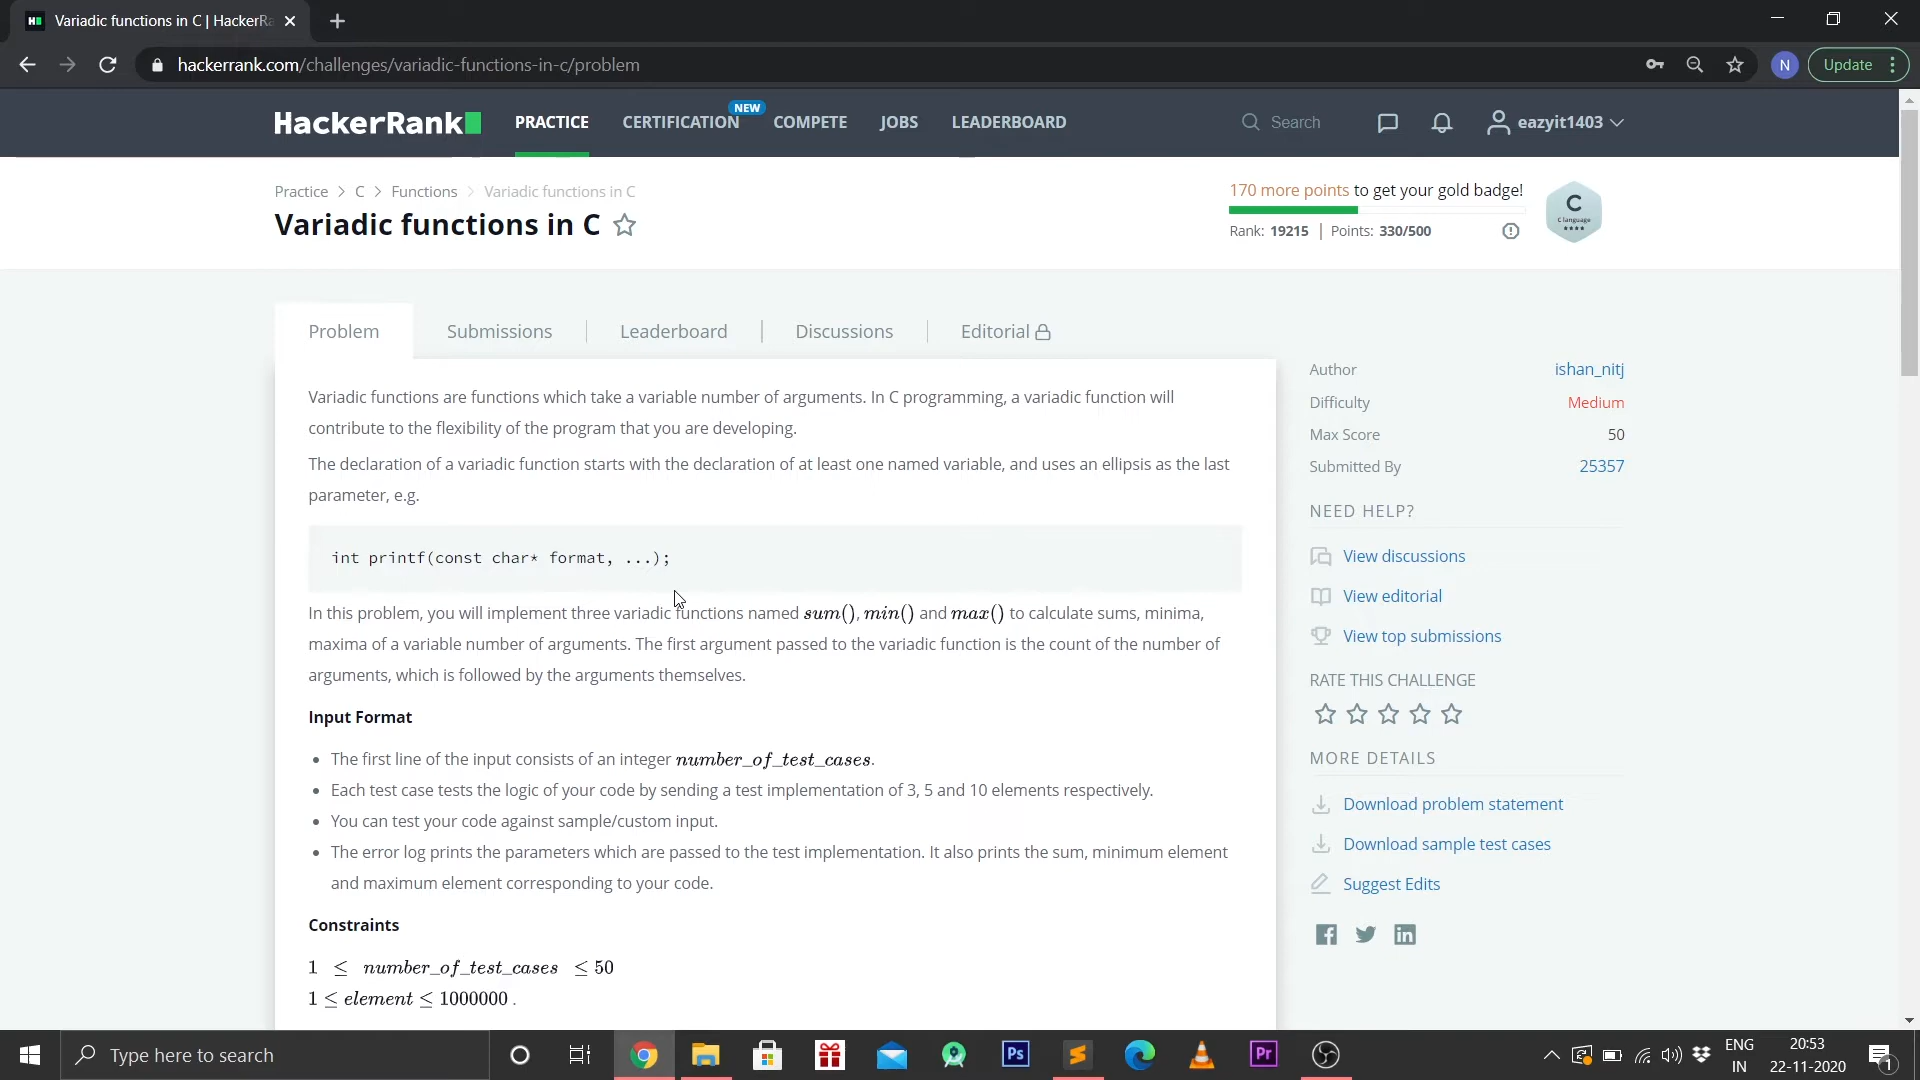 Variadic functions in C | HackerRa
hackerrank.com/challenges/variadic-functions-in-c/problem
N
Update
HackerRank
PRACTICE
CERTIFICATION
NEW
COMPETE
JOBS
LEADERBOARD
Search
eazyit1403
Practice > C > Functions > Variadic functions in C
Variadic functions in C
170 more points to get your gold badge!
Rank: 19215 | Points: 330/500
C
C language
Problem
Submissions
Leaderboard
Discussions
Editorial
Variadic functions are functions which take a variable number of arguments. In C programming, a variadic function will
contribute to the flexibility of the program that you are developing.
The declaration of a variadic function starts with the declaration of at least one named variable, and uses an ellipsis as the last
parameter, e.g.
int printf(const char* format, ...);
In this problem, you will implement three variadic functions named sum(), min() and max() to calculate sums, minima,
maxima of a variable number of arguments. The first argument passed to the variadic function is the count of the number of
arguments, which is followed by the arguments themselves.
Input Format
• The first line of the input consists of an integer number_of_test_cases.
• Each test case tests the logic of your code by sending a test implementation of 3, 5 and 10 elements respectively.
• You can test your code against sample/custom input.
• The error log prints the parameters which are passed to the test implementation. It also prints the sum, minimum element
and maximum element corresponding to your code.
Constraints
1 ≤ number_of_test_cases ≤ 50
1 ≤ element ≤ 1000000 .
Author ishan_nitj
Difficulty Medium
Max Score 50
Submitted By 25357
NEED HELP?
View discussions
View editorial
View top submissions
RATE THIS CHALLENGE
MORE DETAILS
Download problem statement
Download sample test cases
Suggest Edits
Type here to search
Ps
Pr
ENG
IN
20:53
22-11-2020
1